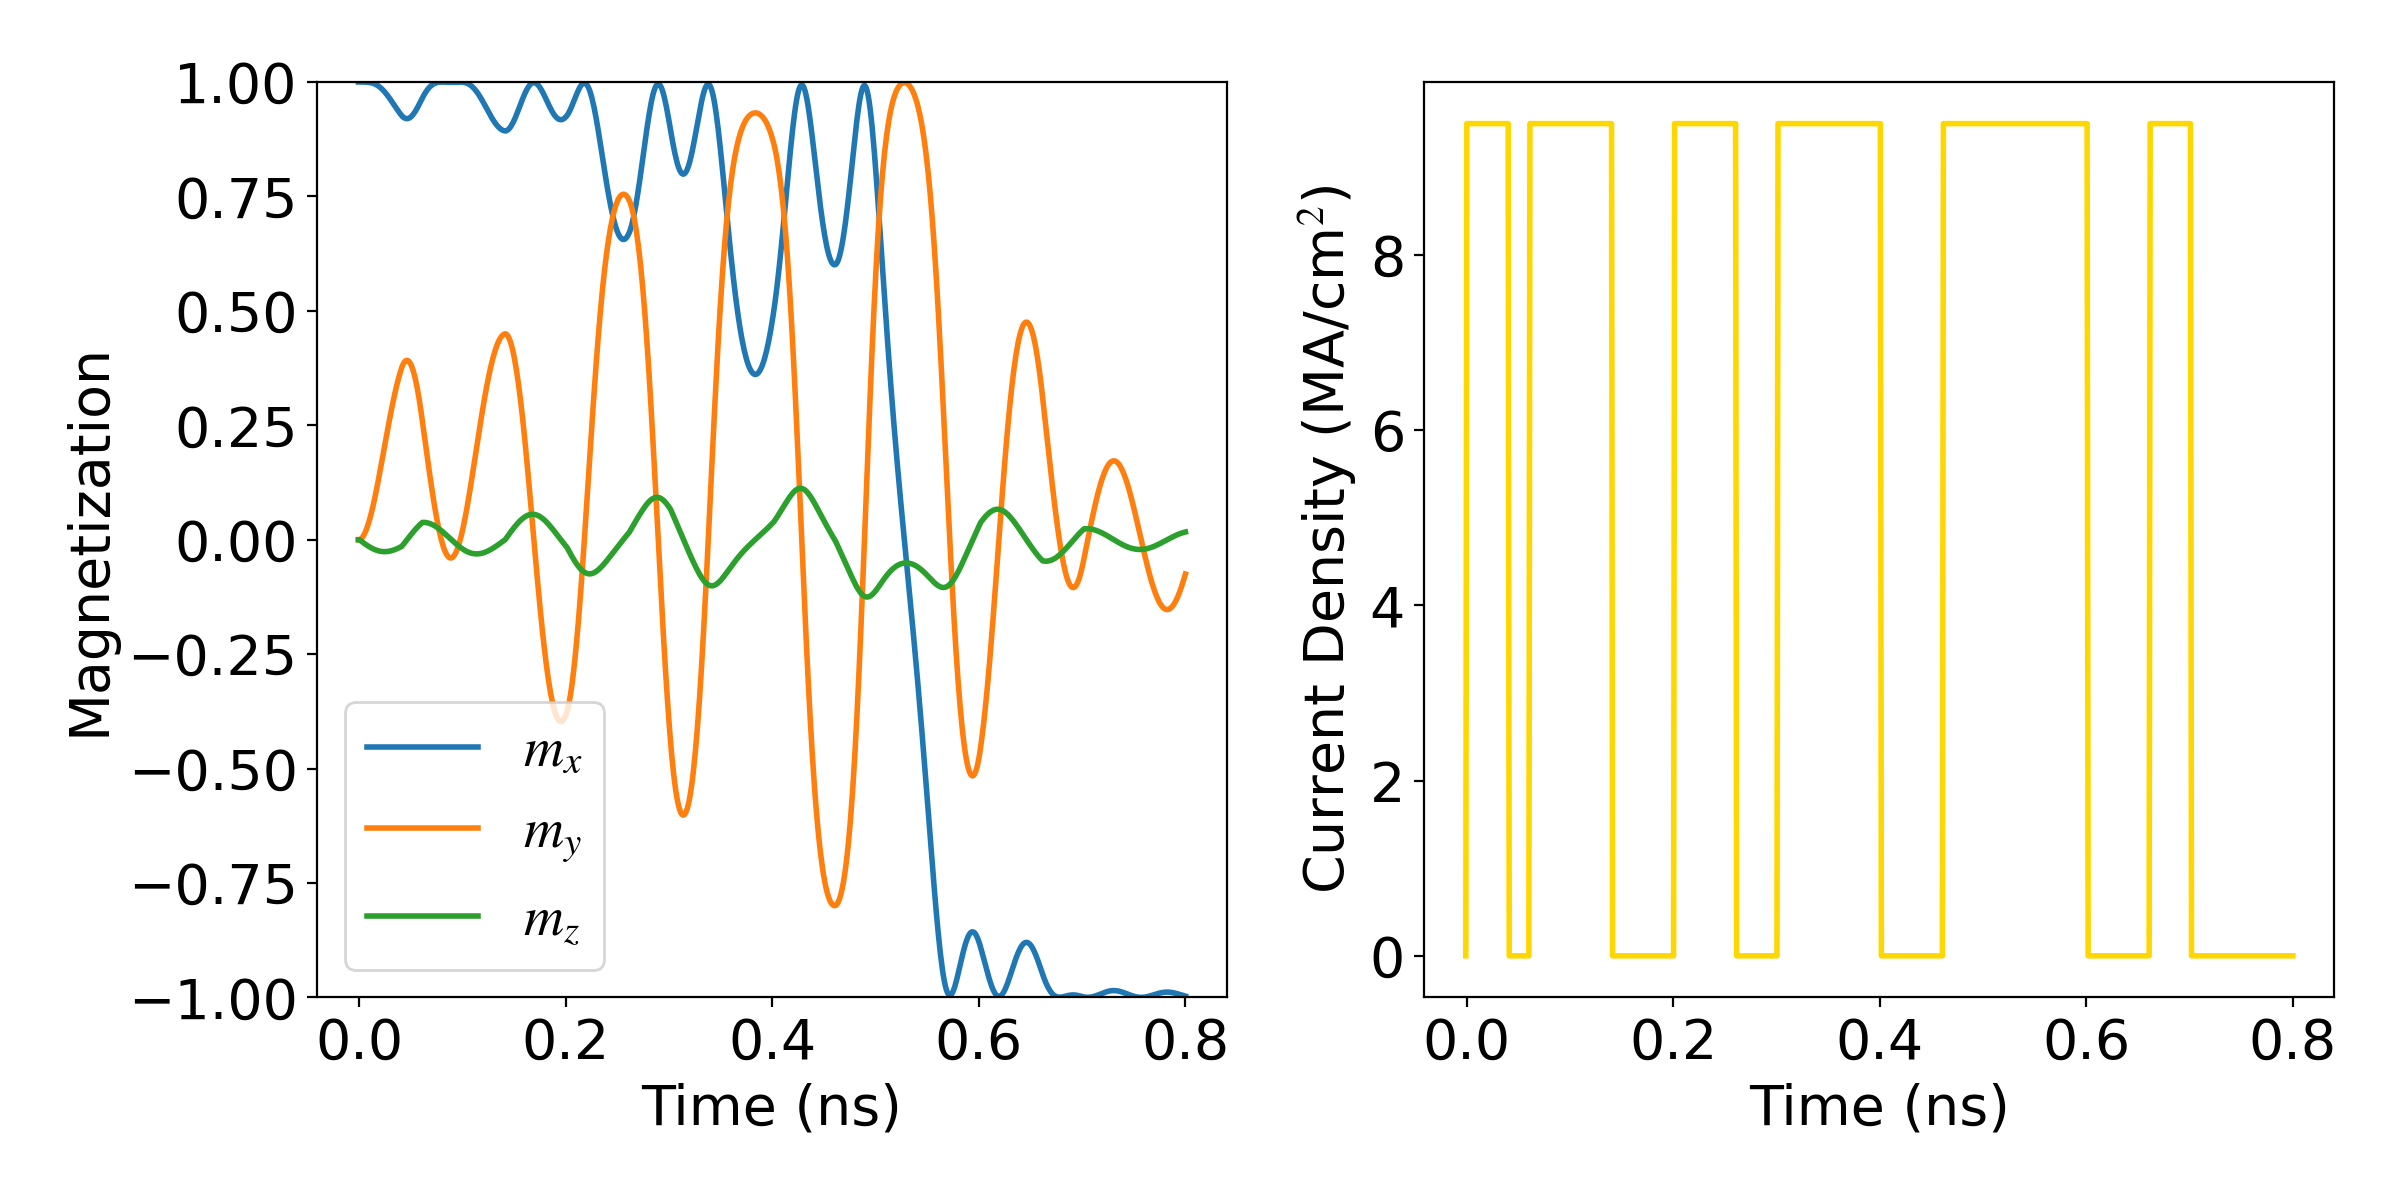 Magnetization
1.00
0.75
0.50
0.25
0.00
−0.25
−0.50
−0.75
−1.00
m_x
m_y
m_z
0.0 0.2 0.4 0.6 0.8
Time (ns)
Current Density (MA/cm²)
8
6
4
2
0
0.0 0.2 0.4 0.6 0.8
Time (ns)